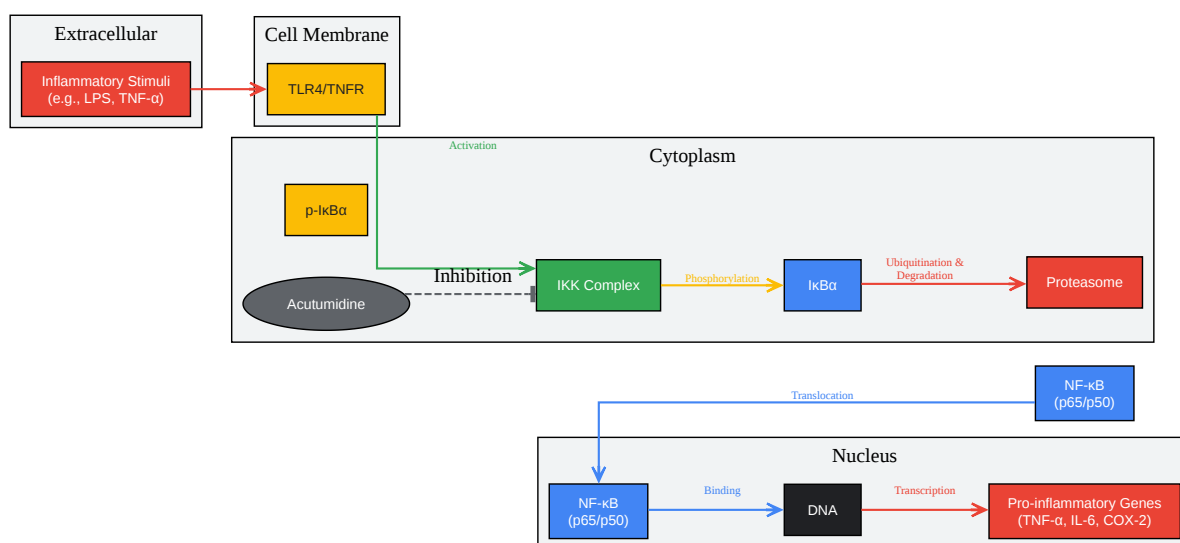 Extracellular
Inflammatory Stimuli
(e.g., LPS, TNF-α)
Cell Membrane
TLR4/TNFR
Activation
Cytoplasm
p-IκBα
Inhibition
Acutumidine
IKK Complex
Phosphorylation
IκBα
Ubiquitination &
Degradation
Proteasome
NF-κB
(p65/p50)
Translocation
Nucleus
NF-κB
(p65/p50)
Binding
DNA
Transcription
Pro-inflammatory Genes
(TNF-α, IL-6, COX-2)